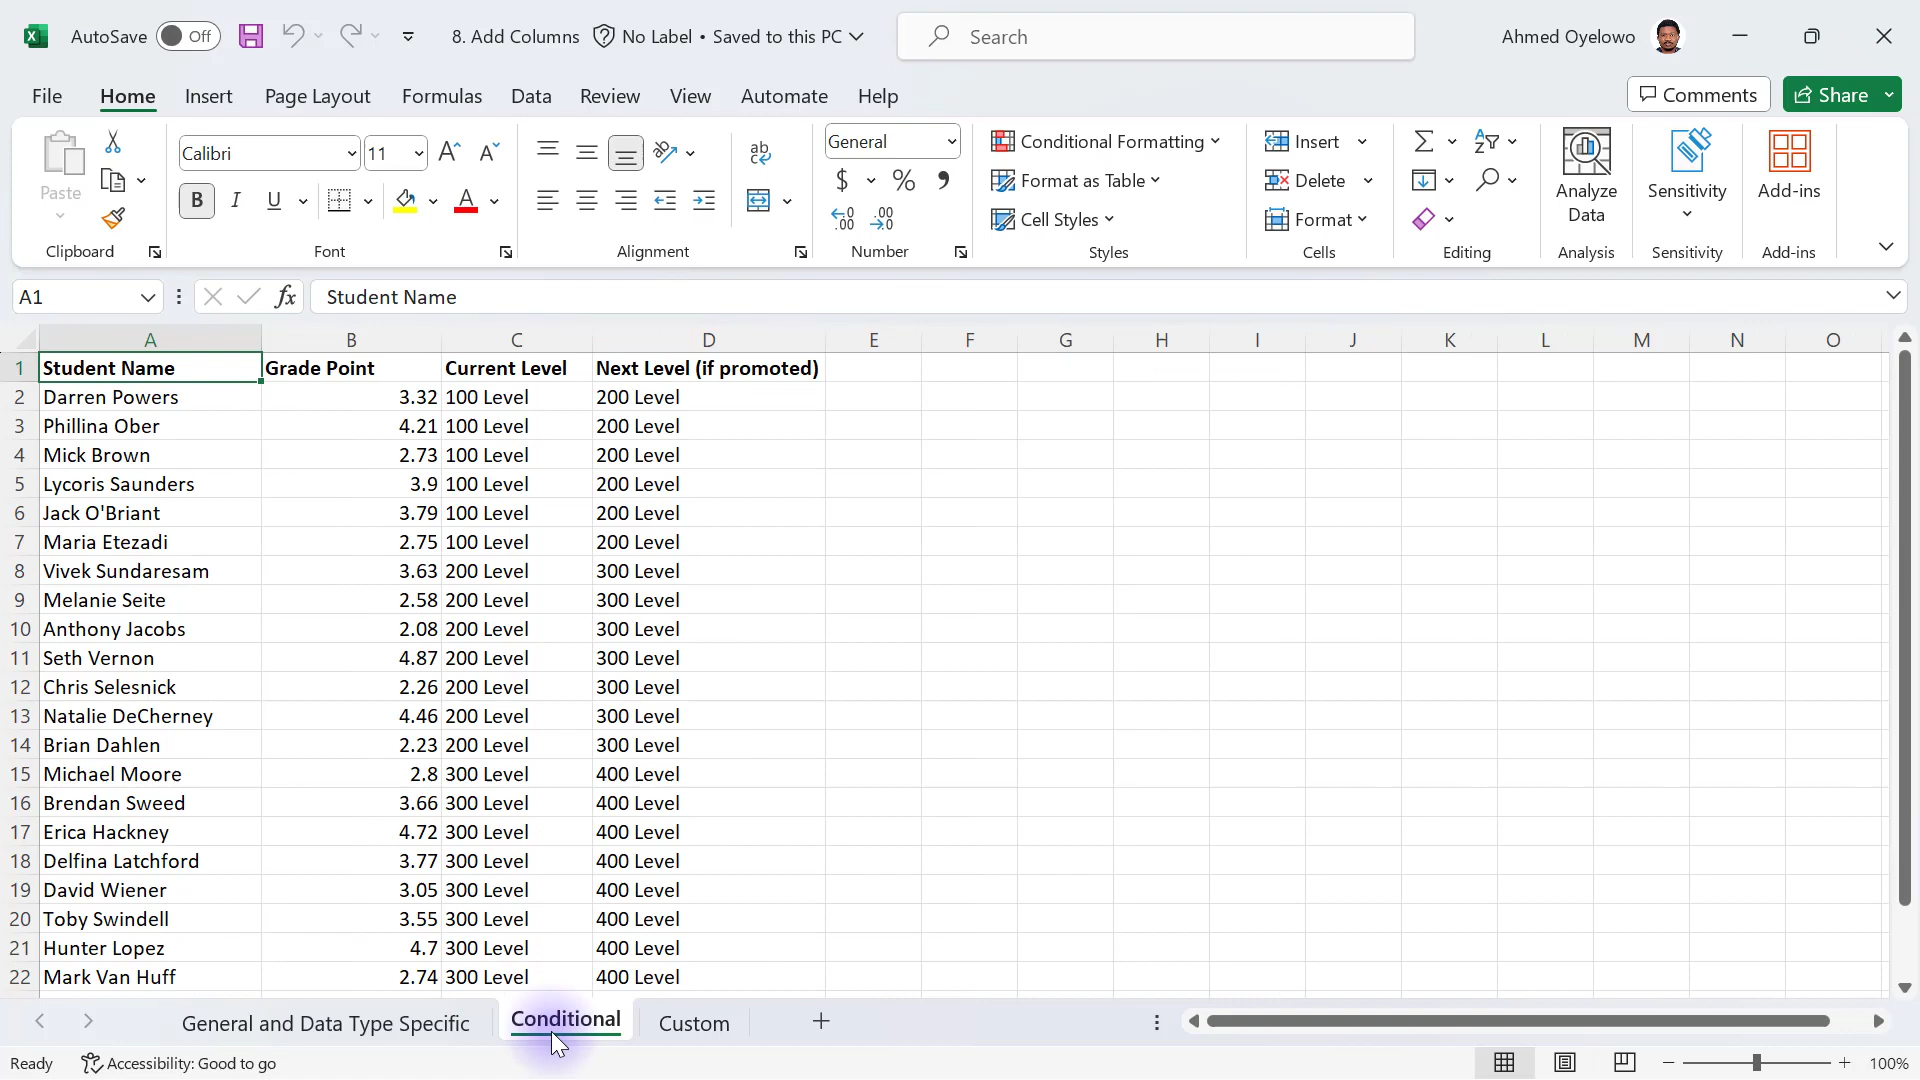 AutoSave Off 8. Add Columns No Label • Saved to this PC Search Ahmed Oyelowo
File Home Insert Page Layout Formulas Data Review View Automate Help Comments Share
Paste
Clipboard
Calibri 11
B I U A
Font
ab
Alignment
General
$ % ,
Number
Conditional Formatting
Format as Table
Cell Styles
Styles
Insert
Delete
Format
Cells
Editing
Analyze
Data
Analysis
Sensitivity
Sensitivity
Add-ins
Add-ins
A1 fx Student Name
A B C D E F G H I J K L M N O
1 Student Name Grade Point Current Level Next Level (if promoted)
2 Darren Powers 3.32 100 Level 200 Level
3 Phillina Ober 4.21 100 Level 200 Level
4 Mick Brown 2.73 100 Level 200 Level
5 Lycoris Saunders 3.9 100 Level 200 Level
6 Jack O'Briant 3.79 100 Level 200 Level
7 Maria Etezadi 2.75 100 Level 200 Level
8 Vivek Sundaresam 3.63 200 Level 300 Level
9 Melanie Seite 2.58 200 Level 300 Level
10 Anthony Jacobs 2.08 200 Level 300 Level
11 Seth Vernon 4.87 200 Level 300 Level
12 Chris Selesnick 2.26 200 Level 300 Level
13 Natalie DeCherney 4.46 200 Level 300 Level
14 Brian Dahlen 2.23 200 Level 300 Level
15 Michael Moore 2.8 300 Level 400 Level
16 Brendan Sweed 3.66 300 Level 400 Level
17 Erica Hackney 4.72 300 Level 400 Level
18 Delfina Latchford 3.77 300 Level 400 Level
19 David Wiener 3.05 300 Level 400 Level
20 Toby Swindell 3.55 300 Level 400 Level
21 Hunter Lopez 4.7 300 Level 400 Level
22 Mark Van Huff 2.74 300 Level 400 Level
General and Data Type Specific Conditional Custom
Ready Accessibility: Good to go 100%